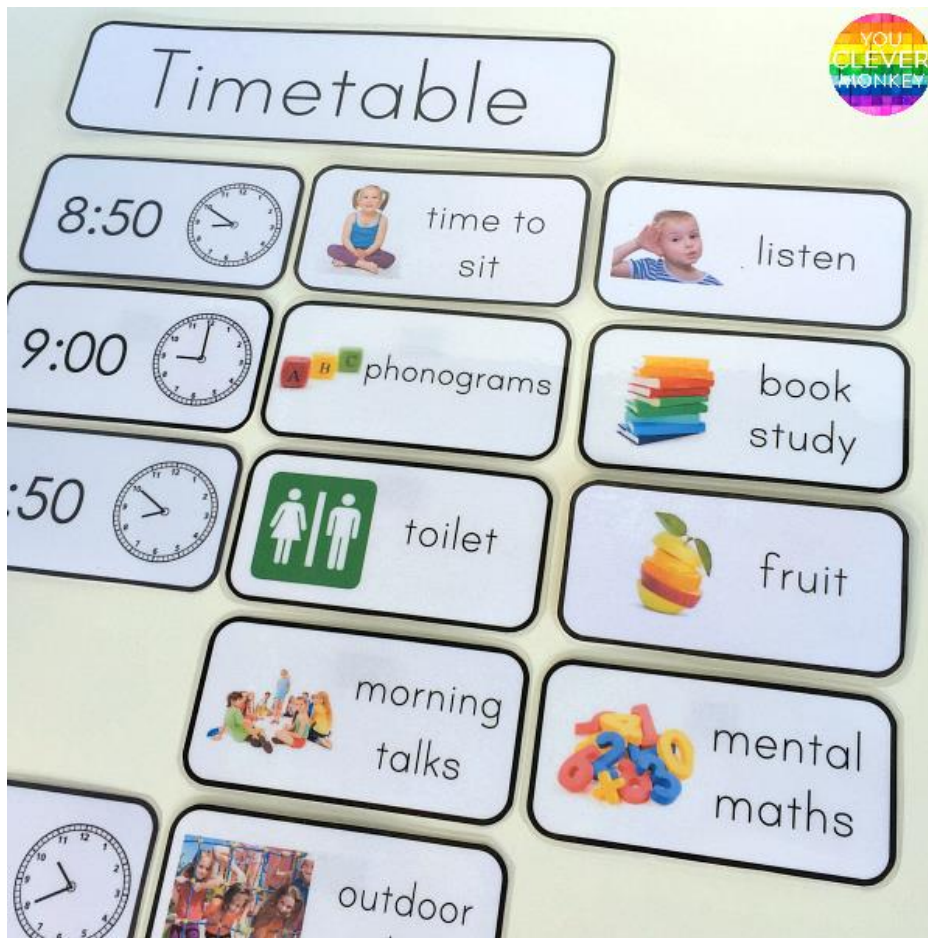 YOU
CLEVER
MONKEY
Timetable
8:50
time to
sit
listen
9:00
A B C
phonograms
book
study
:50
toilet
fruit
morning
talks
mental
maths
outdoor